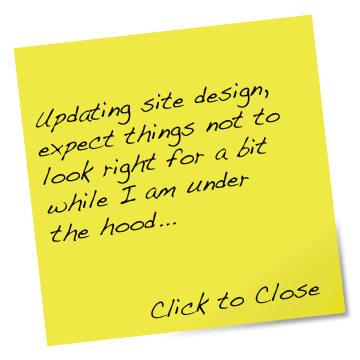 Updating site design,
expect things not to
look right for a bit
while I am under
the hood...
Click to Close